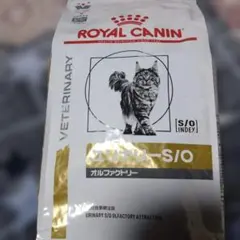 ROYAL CANIN
VETERINARY
S/O
INDEX
S/O
オルファクトリー
URINARY S/O OLFACTORY ATTRACTION